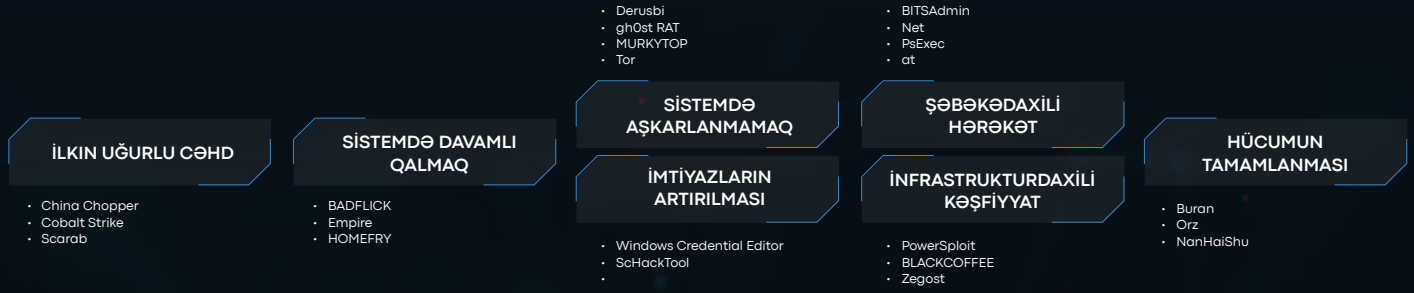 Derusbi
gh0st RAT
MURKYTOP
Tor
BITSAdmin
Net
PsExec
at
İLKIN UĞURLU CƏHD
China Chopper
Cobalt Strike
Scarab
SİSTEMDƏ DAVAMLI
QALMAQ
BADFLICK
Empire
HOMEFRY
SİSTEMDƏ
AŞKARLANMAMAQ
İMTİYAZLARIN
ARTIRILMASI
Windows Credential Editor
ScHackTool
ŞƏBƏKƏDAXİLİ
HƏRƏKƏT
İNFRASTRUKTURDAXİLİ
KƏŞFİYYAT
PowerSploit
BLACKCOFFEE
Zegost
HÜCUMUN
TAMAMLANMASI
Buran
Orz
NanHaiShu